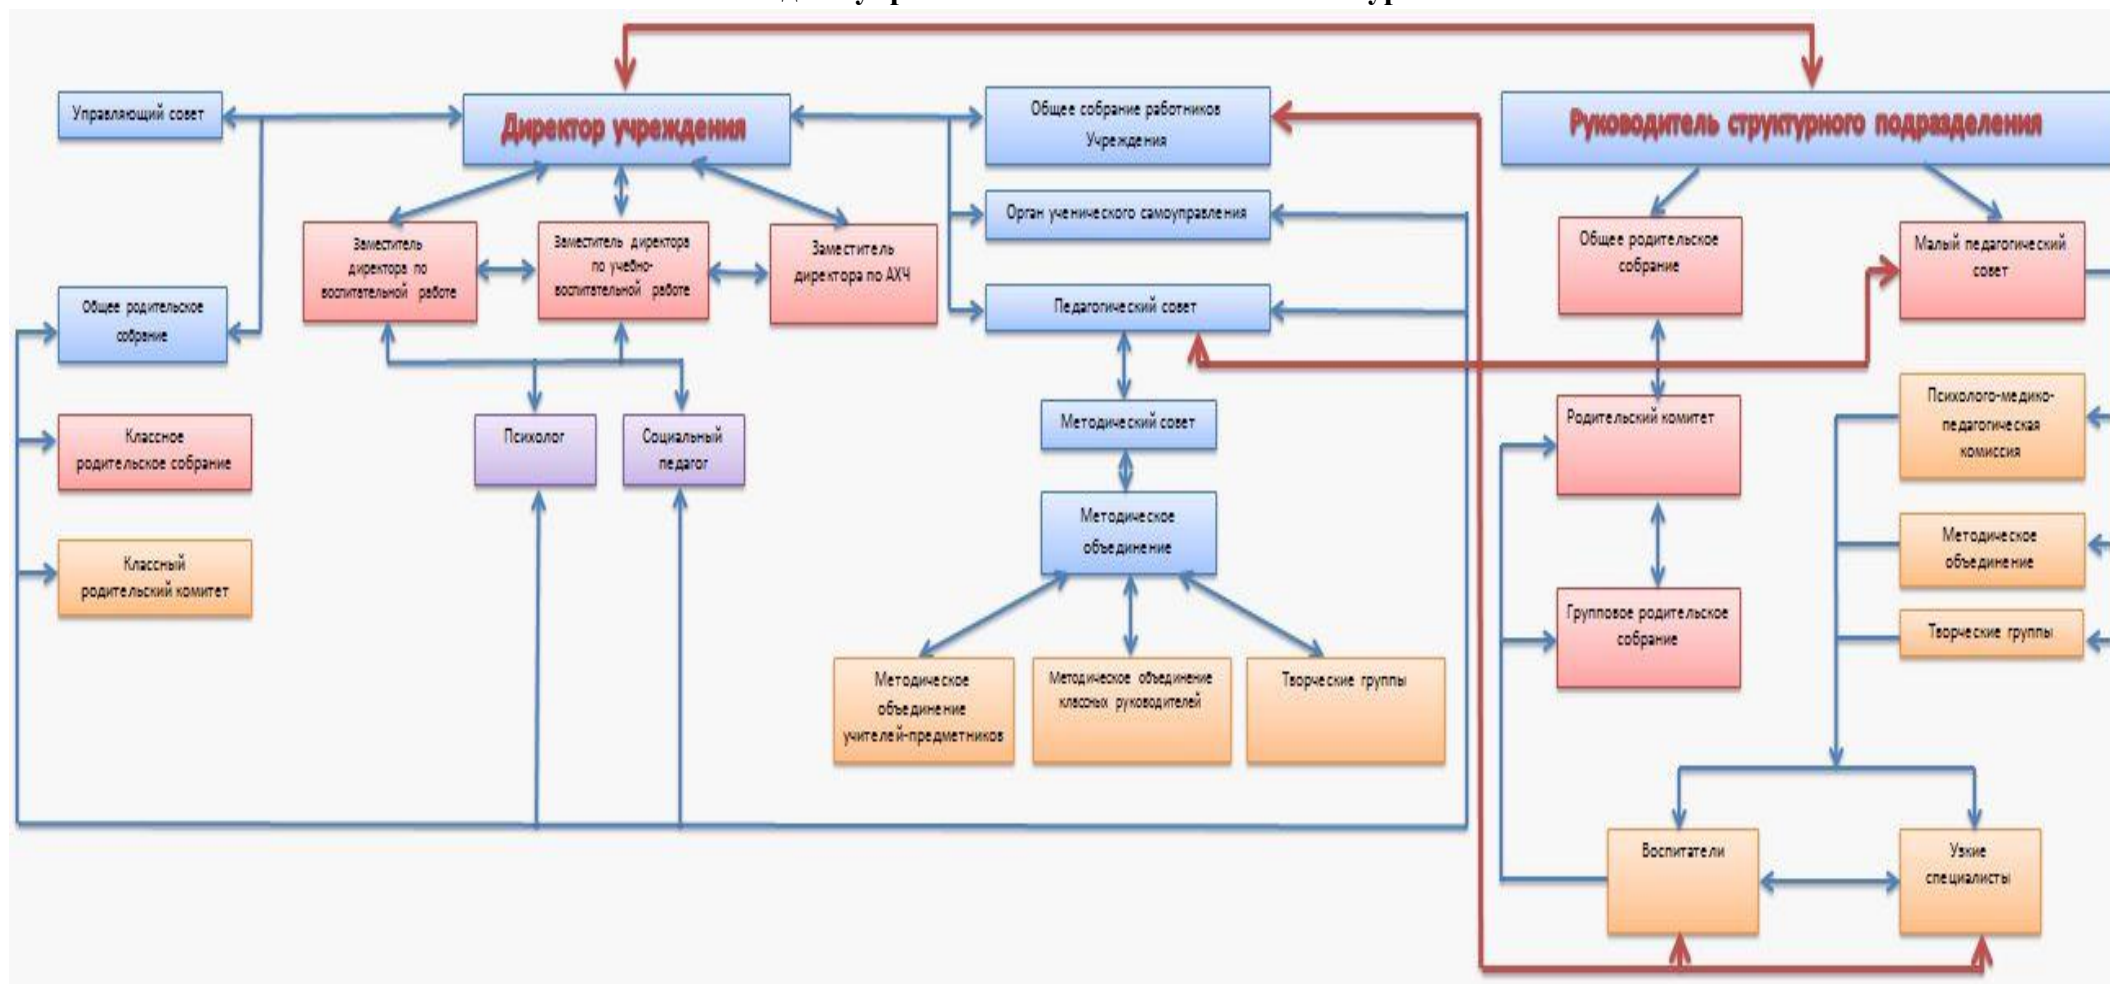 Управляющий совет
Директор учреждения
Общее собрание работников
Учреждения
Руководитель структурного подразделения
Орган ученического самоуправления
Заместитель
директора по
воспитательной работе
Заместитель директора
по учебно-
воспитательной работе
Заместитель
директора по АХЧ
Общее родительское
собрание
Малый педагогический
совет
Общее родительское
собрание
Педагогический совет
Классное
родительское собрание
Психолог
Социальный
педагог
Методический совет
Родительский комитет
Психолого-медико-
педагогическая
комиссия
Классный
родительский комитет
Методическое
объединение
Методическое
объединение
Групповое родительское
собрание
Творческие группы
Методическое
объединение
учителей-предметников
Методическое объединение
классных руководителей
Творческие группы
Воспитатели
Узкие
специалисты